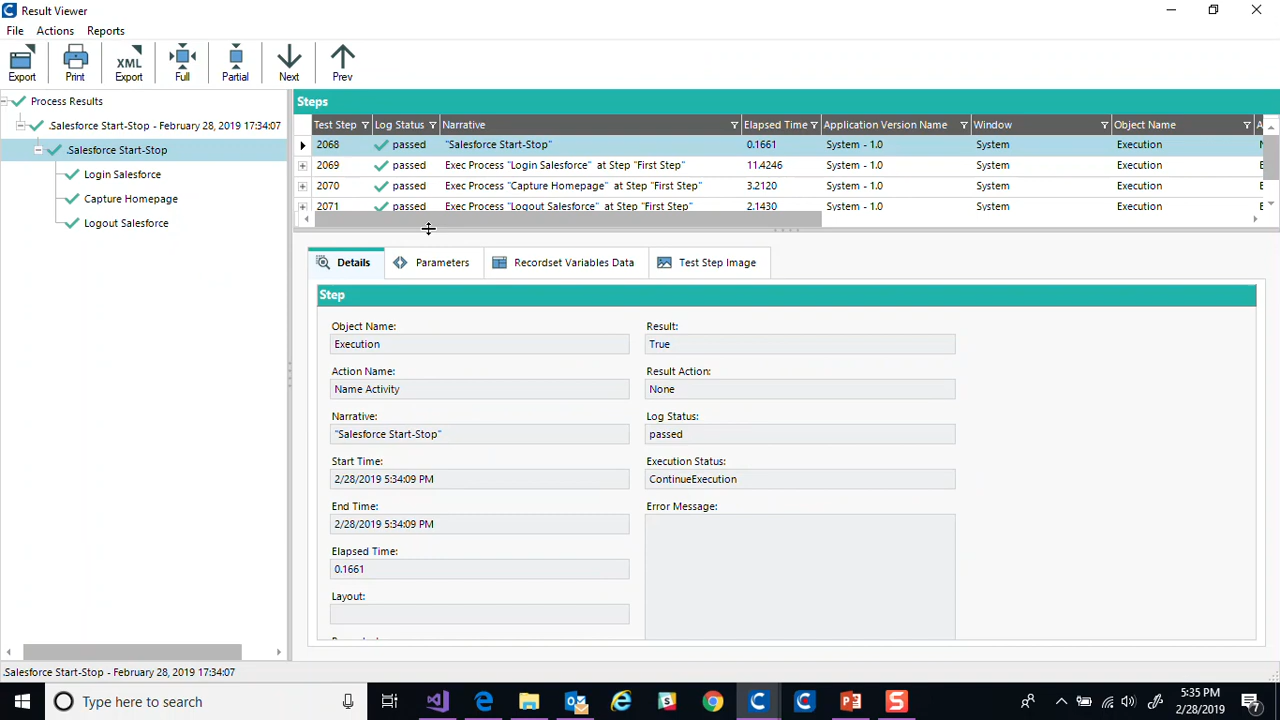 Result Viewer
File Actions Reports
Export Print XML Export Full Partial Next Prev
Process Results
.Salesforce Start-Stop - February 28, 2019 17:34:07
.Salesforce Start-Stop
Login Salesforce
Capture Homepage
Logout Salesforce
Steps
Test Step Log Status Narrative Elapsed Time Application Version Name Window Object Name A
2068 passed "Salesforce Start-Stop" 0.1661 System - 1.0 System Execution
2069 passed Exec Process "Login Salesforce" at Step "First Step" 11.4246 System - 1.0 System Execution E
2070 passed Exec Process "Capture Homepage" at Step "First Step" 3.2120 System - 1.0 System Execution E
2071 passed Exec Process "Logout Salesforce" at Step "First Step" 2.1430 System - 1.0 System Execution E
Details Parameters Recordset Variables Data Test Step Image
Step
Object Name: Result:
Execution True
Action Name: Result Action:
Name Activity None
Narrative: Log Status:
"Salesforce Start-Stop" passed
Start Time: Execution Status:
2/28/2019 5:34:09 PM ContinueExecution
End Time: Error Message:
2/28/2019 5:34:09 PM
Elapsed Time:
0.1661
Layout:
.Salesforce Start-Stop - February 28, 2019 17:34:07
Type here to search
5:35 PM
2/28/2019
7